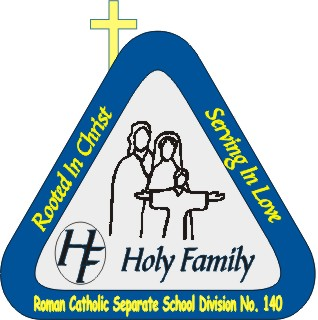 Rooted In Christ
Serving In Love
HF Holy Family
Roman Catholic Separate School Division No. 140